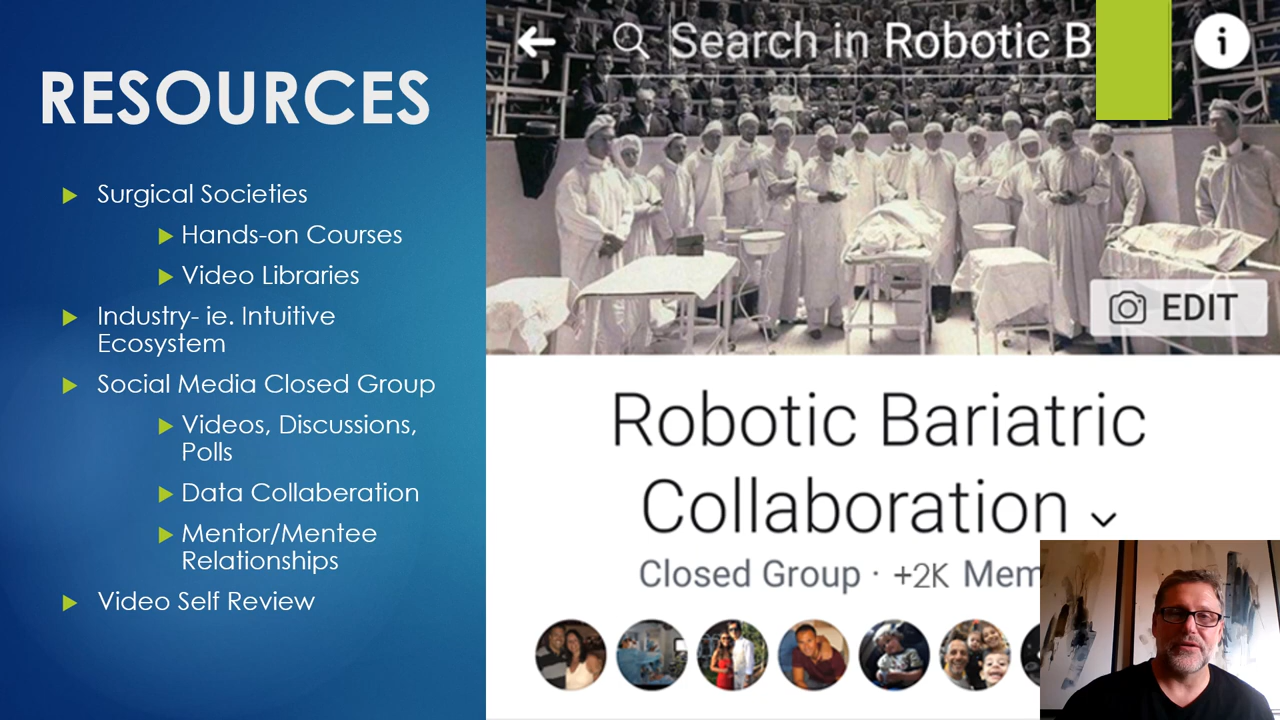 RESOURCES
Surgical Societies
Hands-on Courses
Video Libraries
Industry- ie. Intuitive
Ecosystem
Social Media Closed Group
Videos, Discussions,
Polls
Data Collaberation
Mentor/Mentee
Relationships
Video Self Review
Search in Robotic B
i
EDIT
Robotic Bariatric
Collaboration
Closed Group · +2K Mem